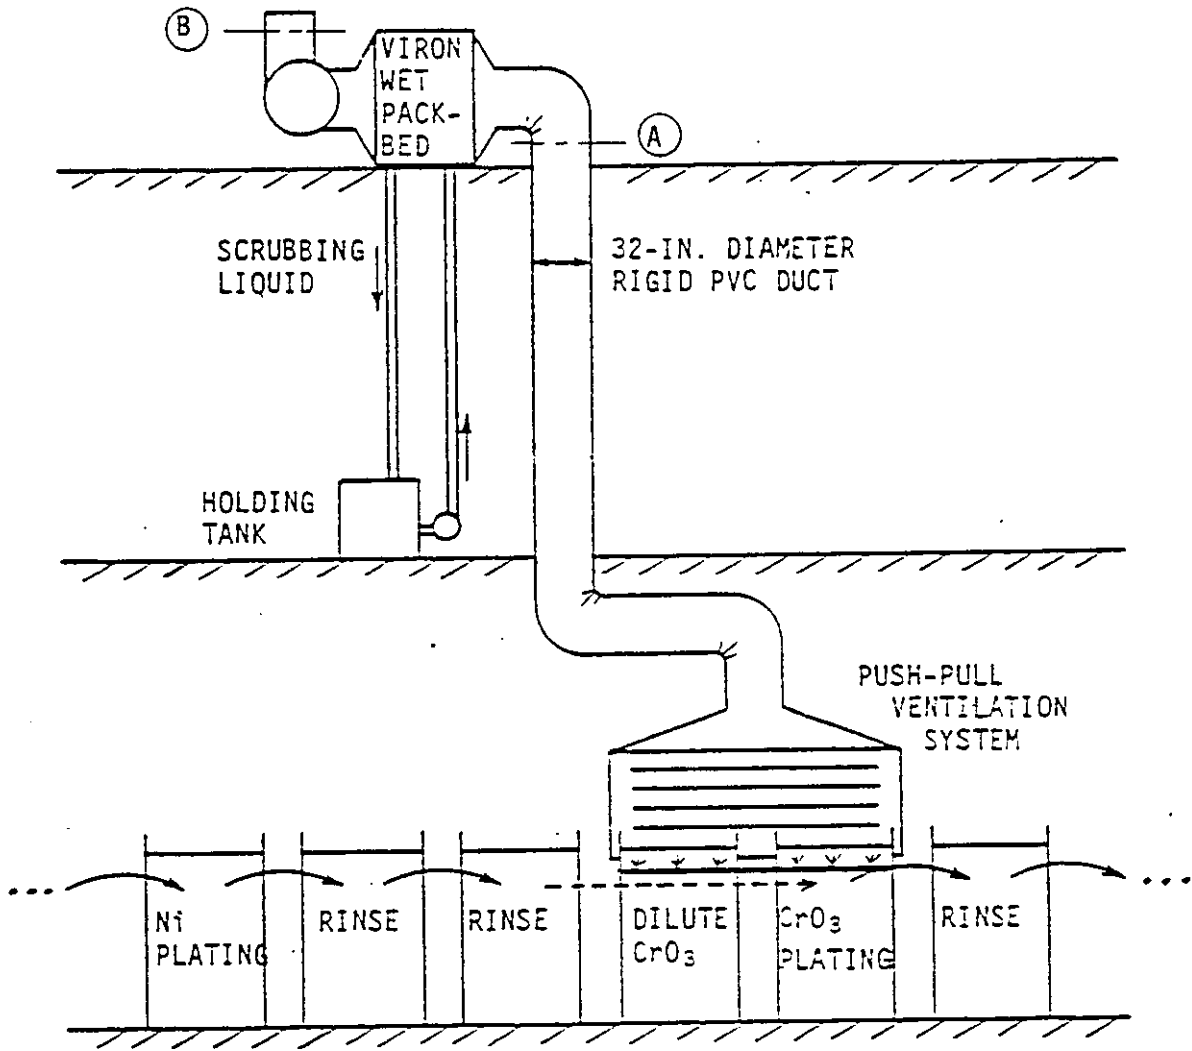 B
VIRON
WET
PACK-
BED
A
SCRUBBING
LIQUID
32-IN. DIAMETER
RIGID PVC DUCT
HOLDING
TANK
PUSH-PULL
VENTILATION
SYSTEM
Ni
PLATING
RINSE
RINSE
DILUTE
CrO3
CrO3
PLATING
RINSE